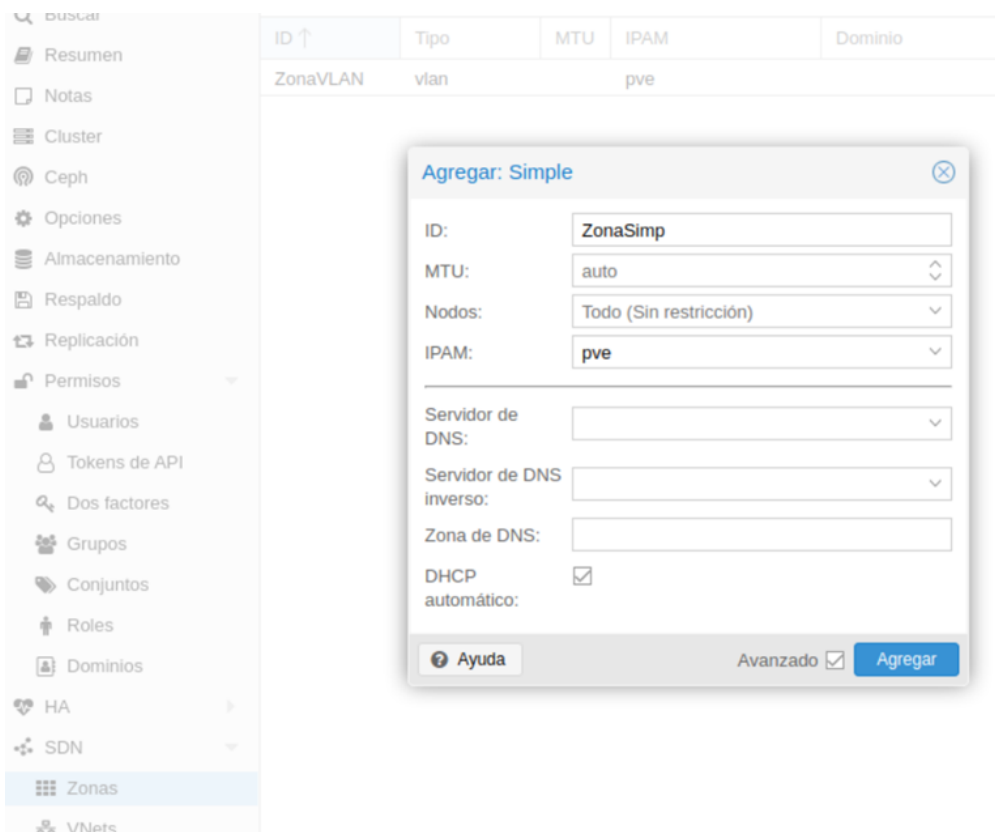 Buscar
Resumen
Notas
Cluster
Ceph
Opciones
Almacenamiento
Respaldo
Replicación
Permisos
Usuarios
Tokens de API
Dos factores
Grupos
Conjuntos
Roles
Dominios
HA
SDN
Zonas
VNets
ID Tipo MTU IPAM Dominio
ZonaVLAN vlan pve
Agregar: Simple
ID: ZonaSimp
MTU: auto
Nodos: Todo (Sin restricción)
IPAM: pve
Servidor de
DNS:
Servidor de DNS
inverso:
Zona de DNS:
DHCP
automático:
Ayuda Avanzado Agregar